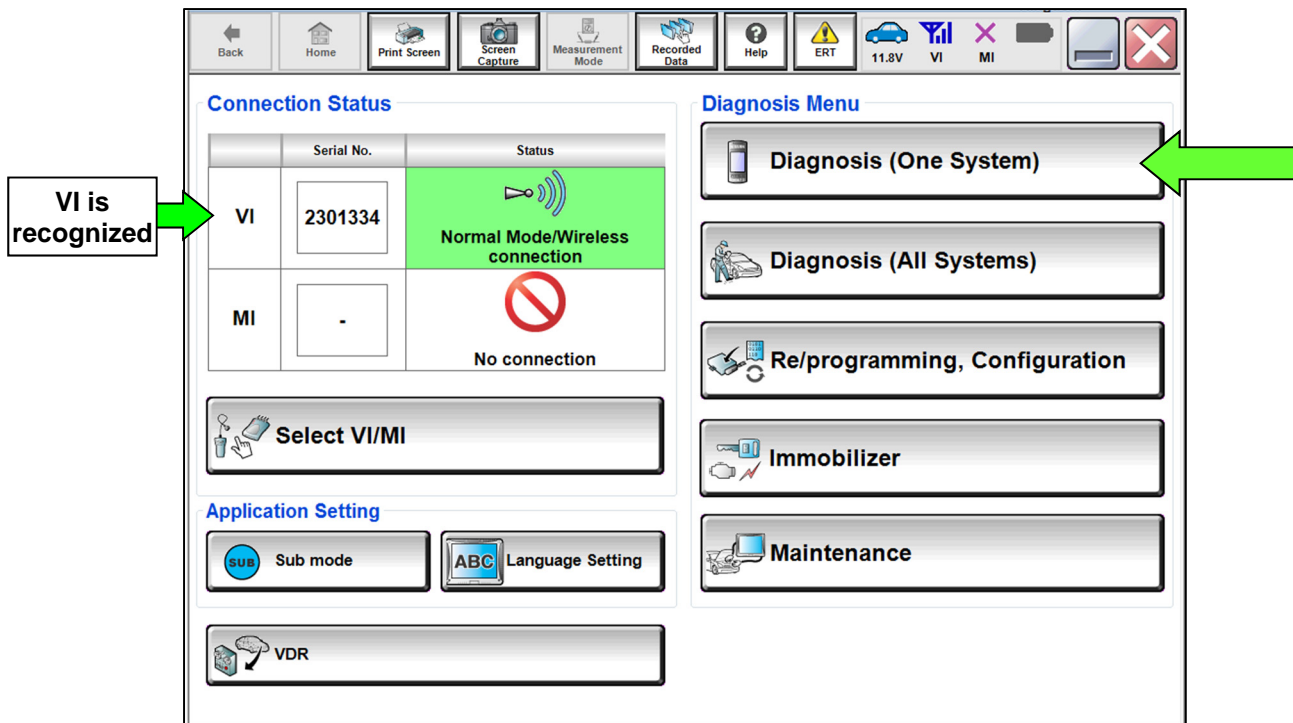 Back
Home
Print Screen
Screen
Capture
Measurement
Mode
Recorded
Data
Help
ERT
11.8V
VI
MI
Connection Status
Serial No.
Status
VI is
recognized
VI
2301334
Normal Mode/Wireless
connection
MI
-
No connection
Select VI/MI
Application Setting
SUB
Sub mode
ABC
Language Setting
VDR
Diagnosis Menu
Diagnosis (One System)
Diagnosis (All Systems)
Re/programming, Configuration
Immobilizer
Maintenance